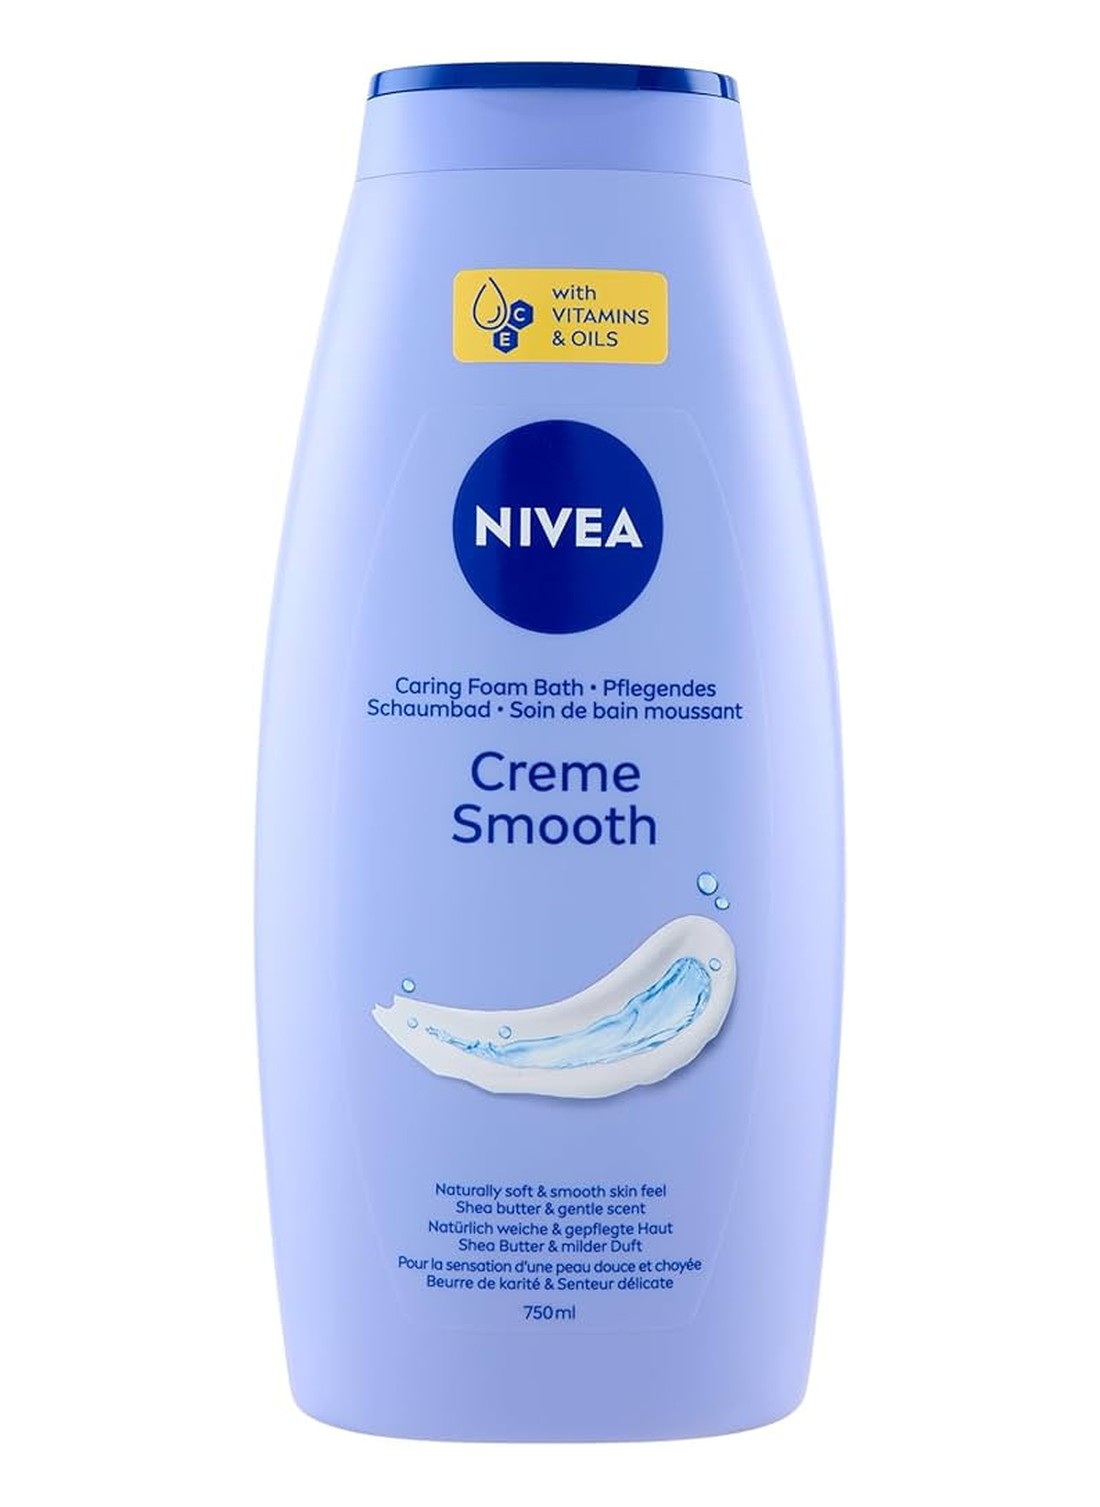 with
VITAMINS
& OILS
C
E
NIVEA
Caring Foam Bath • Pflegendes
Schaumbad • Soin de bain moussant
Creme
Smooth
Naturally soft & smooth skin feel
Shea butter & gentle scent
Natürlich weiche & gepflegte Haut
Shea Butter & milder Duft
Pour la sensation d'une peau douce et choyée
Beurre de karité & Senteur délicate
750 ml